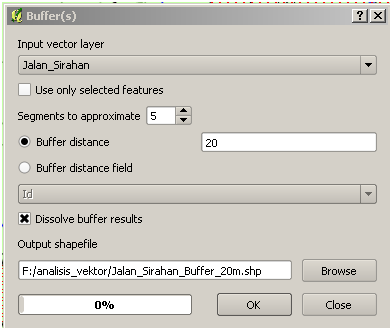 Buffer(s)
Input vector layer
Jalan_Sirahan
Use only selected features
Segments to approximate 5
Buffer distance 20
Buffer distance field
Id
Dissolve buffer results
Output shapefile
F:/analisis_vektor/Jalan_Sirahan_Buffer_20m.shp Browse
0% OK Close